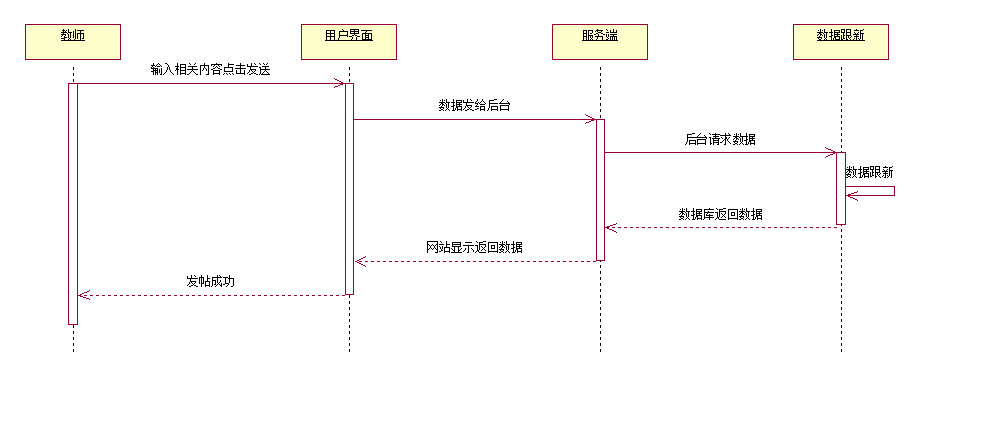 教师
用户界面
服务端
数据跟新
输入相关内容点击发送
数据发给后台
后台请求数据
数据跟新
数据库返回数据
网站显示返回数据
发帖成功